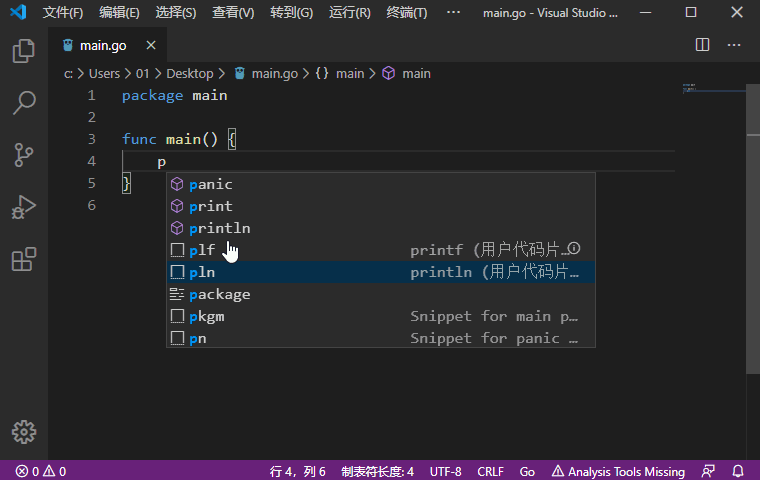 文件(F) 编辑(E) 选择(S) 查看(V) 转到(G) 运行(R) 终端(T) ··· main.go - Visual Studio ...
main.go
c: > Users > 01 > Desktop > main.go > {} main > main
1 package main
2
3 func main() {
4 p
5 }
6
panic
print
println
plf printf (用户代码片…
pln println (用户代码片…
package
pkgm Snippet for main p…
pn Snippet for panic …
0 0 行 4，列 6 制表符长度: 4 UTF-8 CRLF Go Analysis Tools Missing